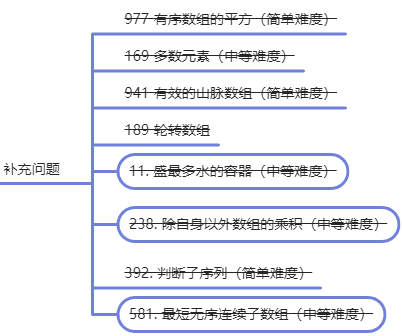 977 有序数组的平方（简单难度）
169 多数元素（中等难度）
941 有效的山脉数组（简单难度）
189 轮转数组
补充问题
11. 盛最多水的容器（中等难度）
238. 除自身以外数组的乘积（中等难度）
392. 判断子序列（简单难度）
581. 最短无序连续子数组（中等难度）